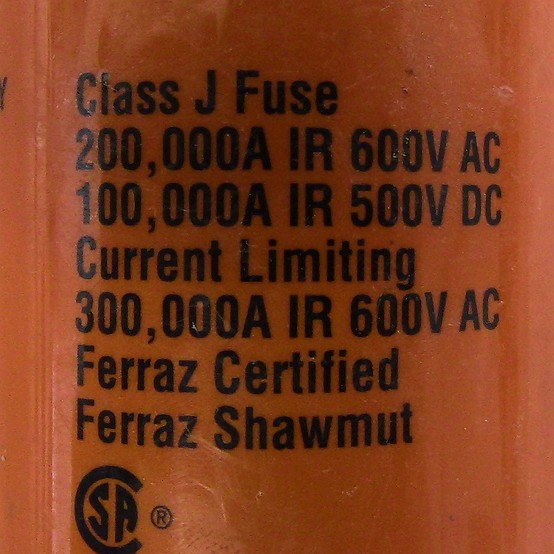 Class J Fuse
200,000A IR 600V AC
100,000A IR 500V DC
Current Limiting
300,000A IR 600V AC
Ferraz Certified
Ferraz Shawmut
SA ®